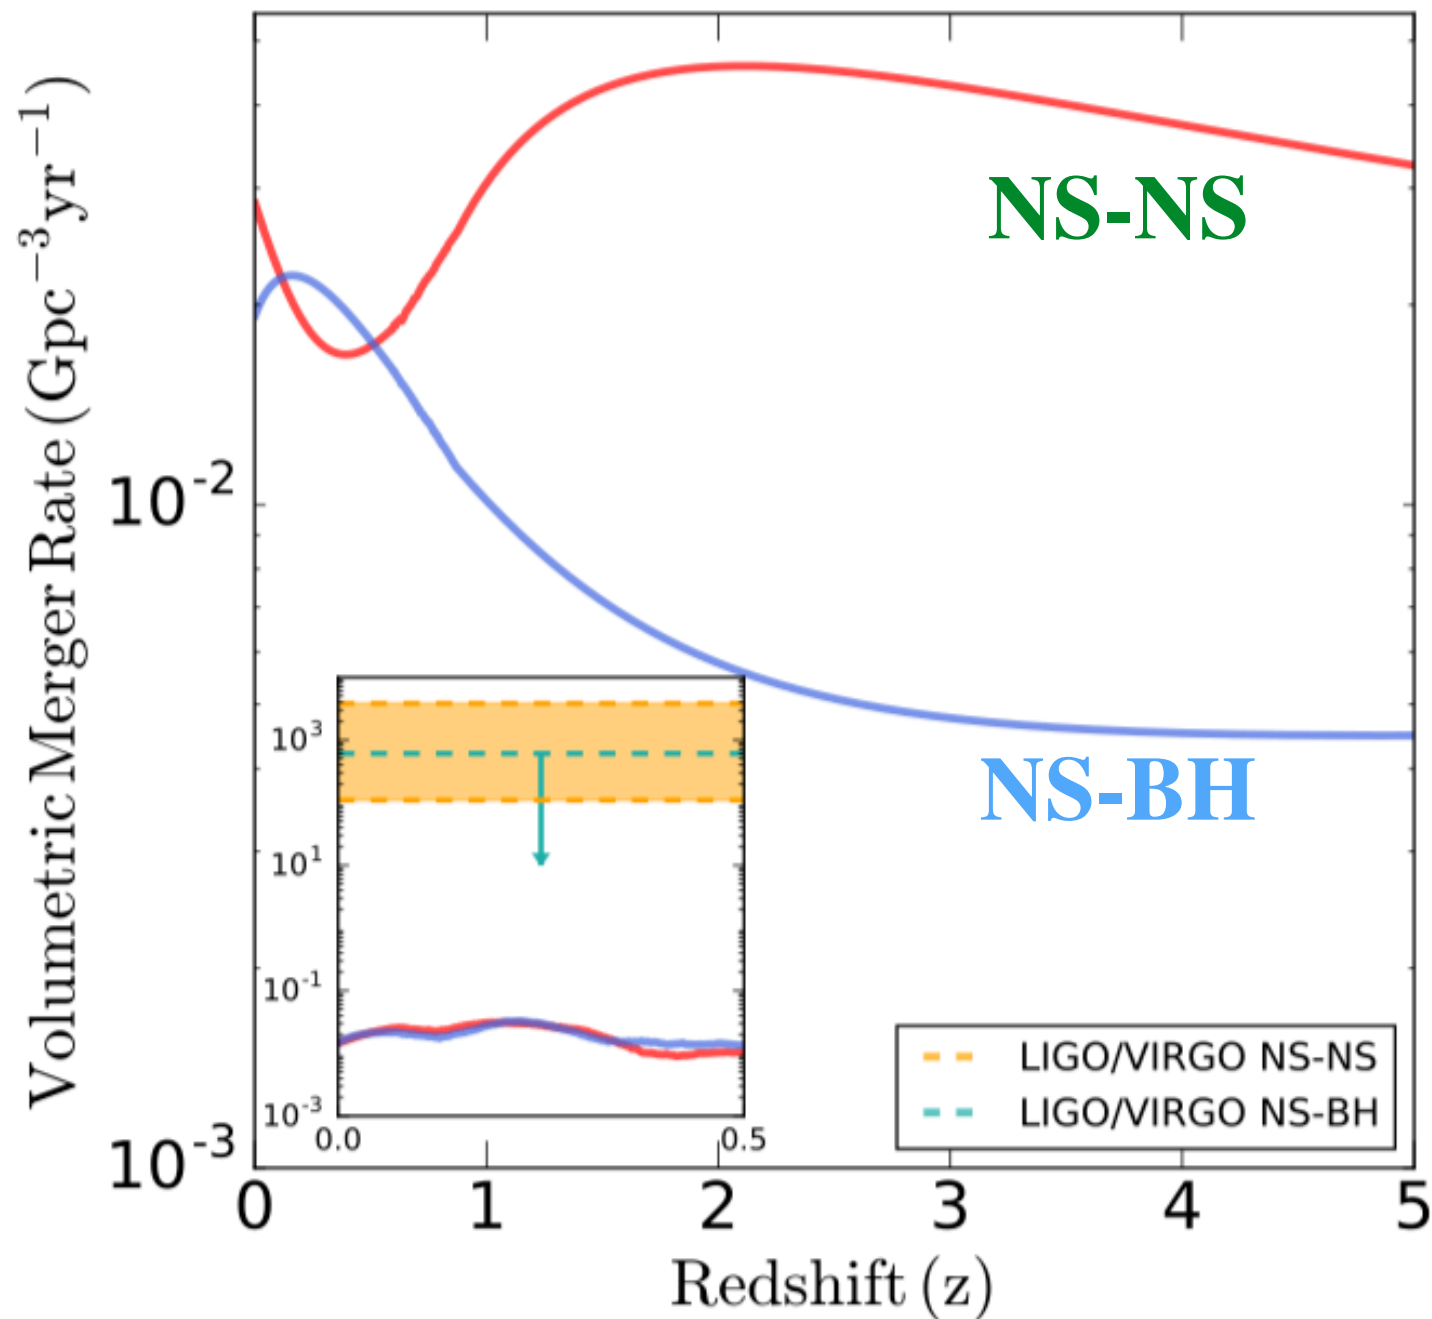 Volumetric Merger Rate (Gpc⁻³yr⁻¹)
10⁻²
10⁻³
NS-NS
NS-BH
10³
10¹
10⁻¹
10⁻³
0.0 0.5
LIGO/VIRGO NS-NS
LIGO/VIRGO NS-BH
0 1 2 3 4 5
Redshift (z)